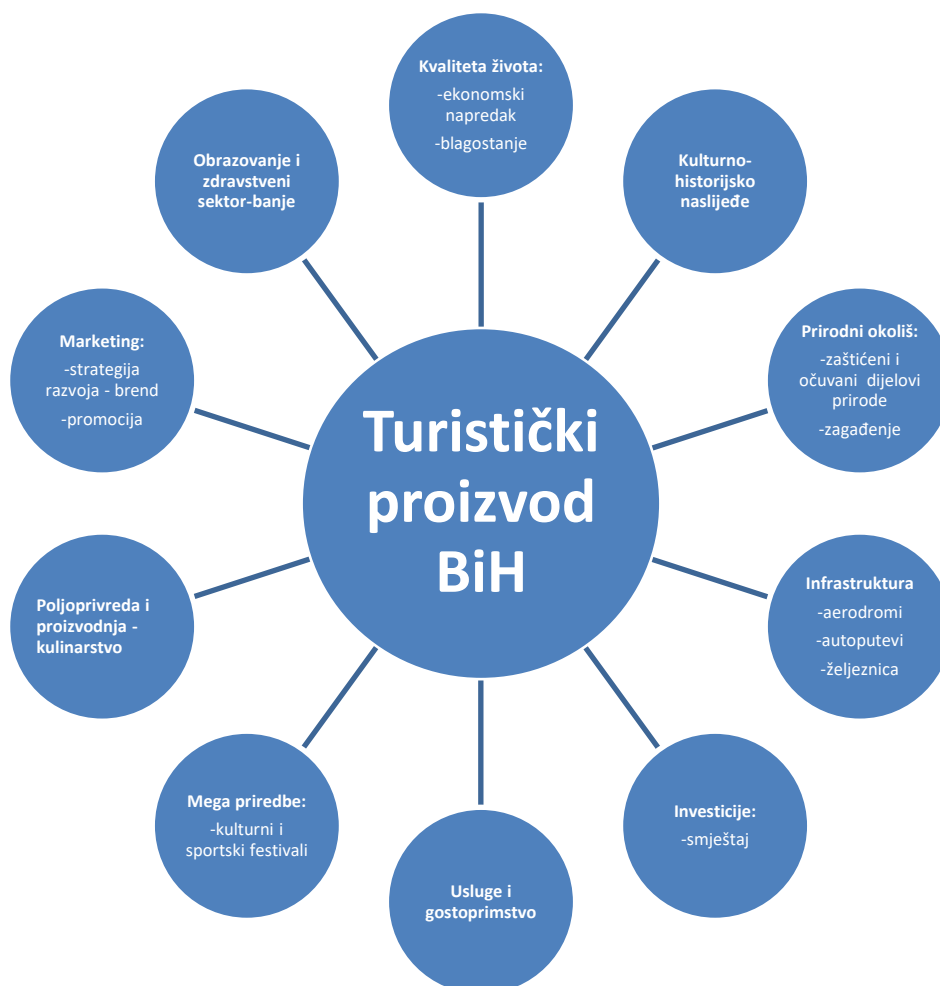 Kvaliteta života:
-ekonomski
napredak
-blagostanje
Kulturno-
historijsko
naslijeđe
Prirodni okoliš:
-zaštićeni i
očuvani dijelovi
prirode
-zagađenje
Infrastruktura
-aerodromi
-autoputevi
-željeznica
Investicije:
-smještaj
Usluge i
gostoprimstvo
Mega priredbe:
-kulturni i
sportski festivali
Poljoprivreda i
proizvodnja -
kulinarstvo
Marketing:
-strategija
razvoja - brend
-promocija
Obrazovanje i
zdravstveni
sektor-banje
Turistički
proizvod
BiH